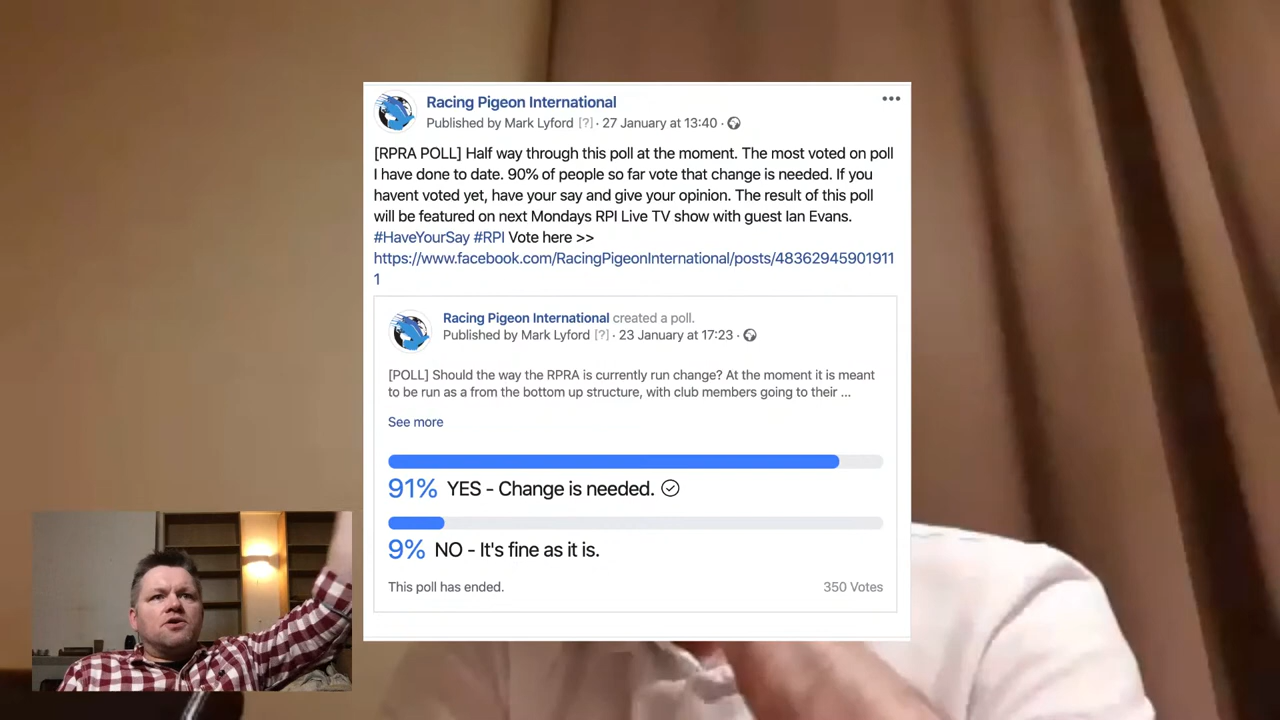 Racing Pigeon International
Published by Mark Lyford [?] · 27 January at 13:40 ·
[RPRA POLL] Half way through this poll at the moment. The most voted on poll
I have done to date. 90% of people so far vote that change is needed. If you
havent voted yet, have your say and give your opinion. The result of this poll
will be featured on next Mondays RPI Live TV show with guest Ian Evans.
#HaveYourSay #RPI Vote here >>
https://www.facebook.com/RacingPigeonInternational/posts/48362945901911
1
Racing Pigeon International created a poll.
Published by Mark Lyford [?] · 23 January at 17:23 ·
[POLL] Should the way the RPRA is currently run change? At the moment it is meant
to be run as a from the bottom up structure, with club members going to their ...
See more
91% YES - Change is needed.
9% NO - It's fine as it is.
This poll has ended. 350 Votes